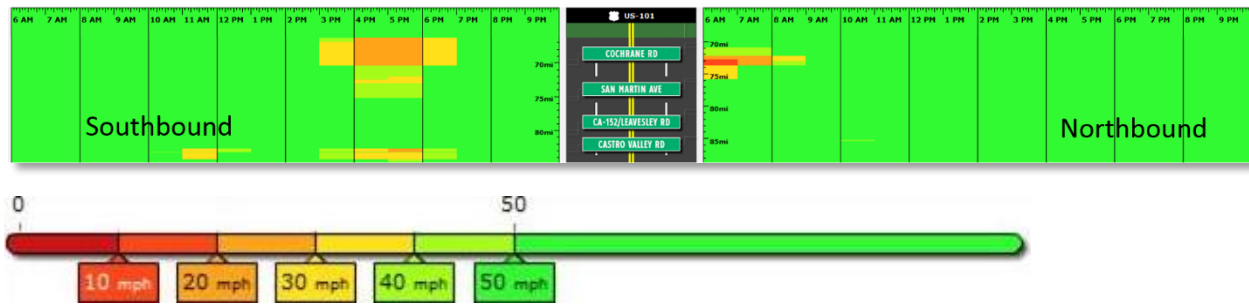 6 AM 7 AM 8 AM 9 AM 10 AM 11 AM 12 PM 1 PM 2 PM 3 PM 4 PM 5 PM 6 PM 7 PM 8 PM 9 PM
US-101
6 AM 7 AM 8 AM 9 AM 10 AM 11 AM 12 PM 1 PM 2 PM 3 PM 4 PM 5 PM 6 PM 7 PM 8 PM 9 PM
70mi
75mi
80mi
Southbound
COCHRANE RD
SAN MARTIN AVE
CA-152/LEAVESLEY RD
CASTRO VALLEY RD
70mi
75mi
80mi
85mi
Northbound
0 50
10 mph 20 mph 30 mph 40 mph 50 mph